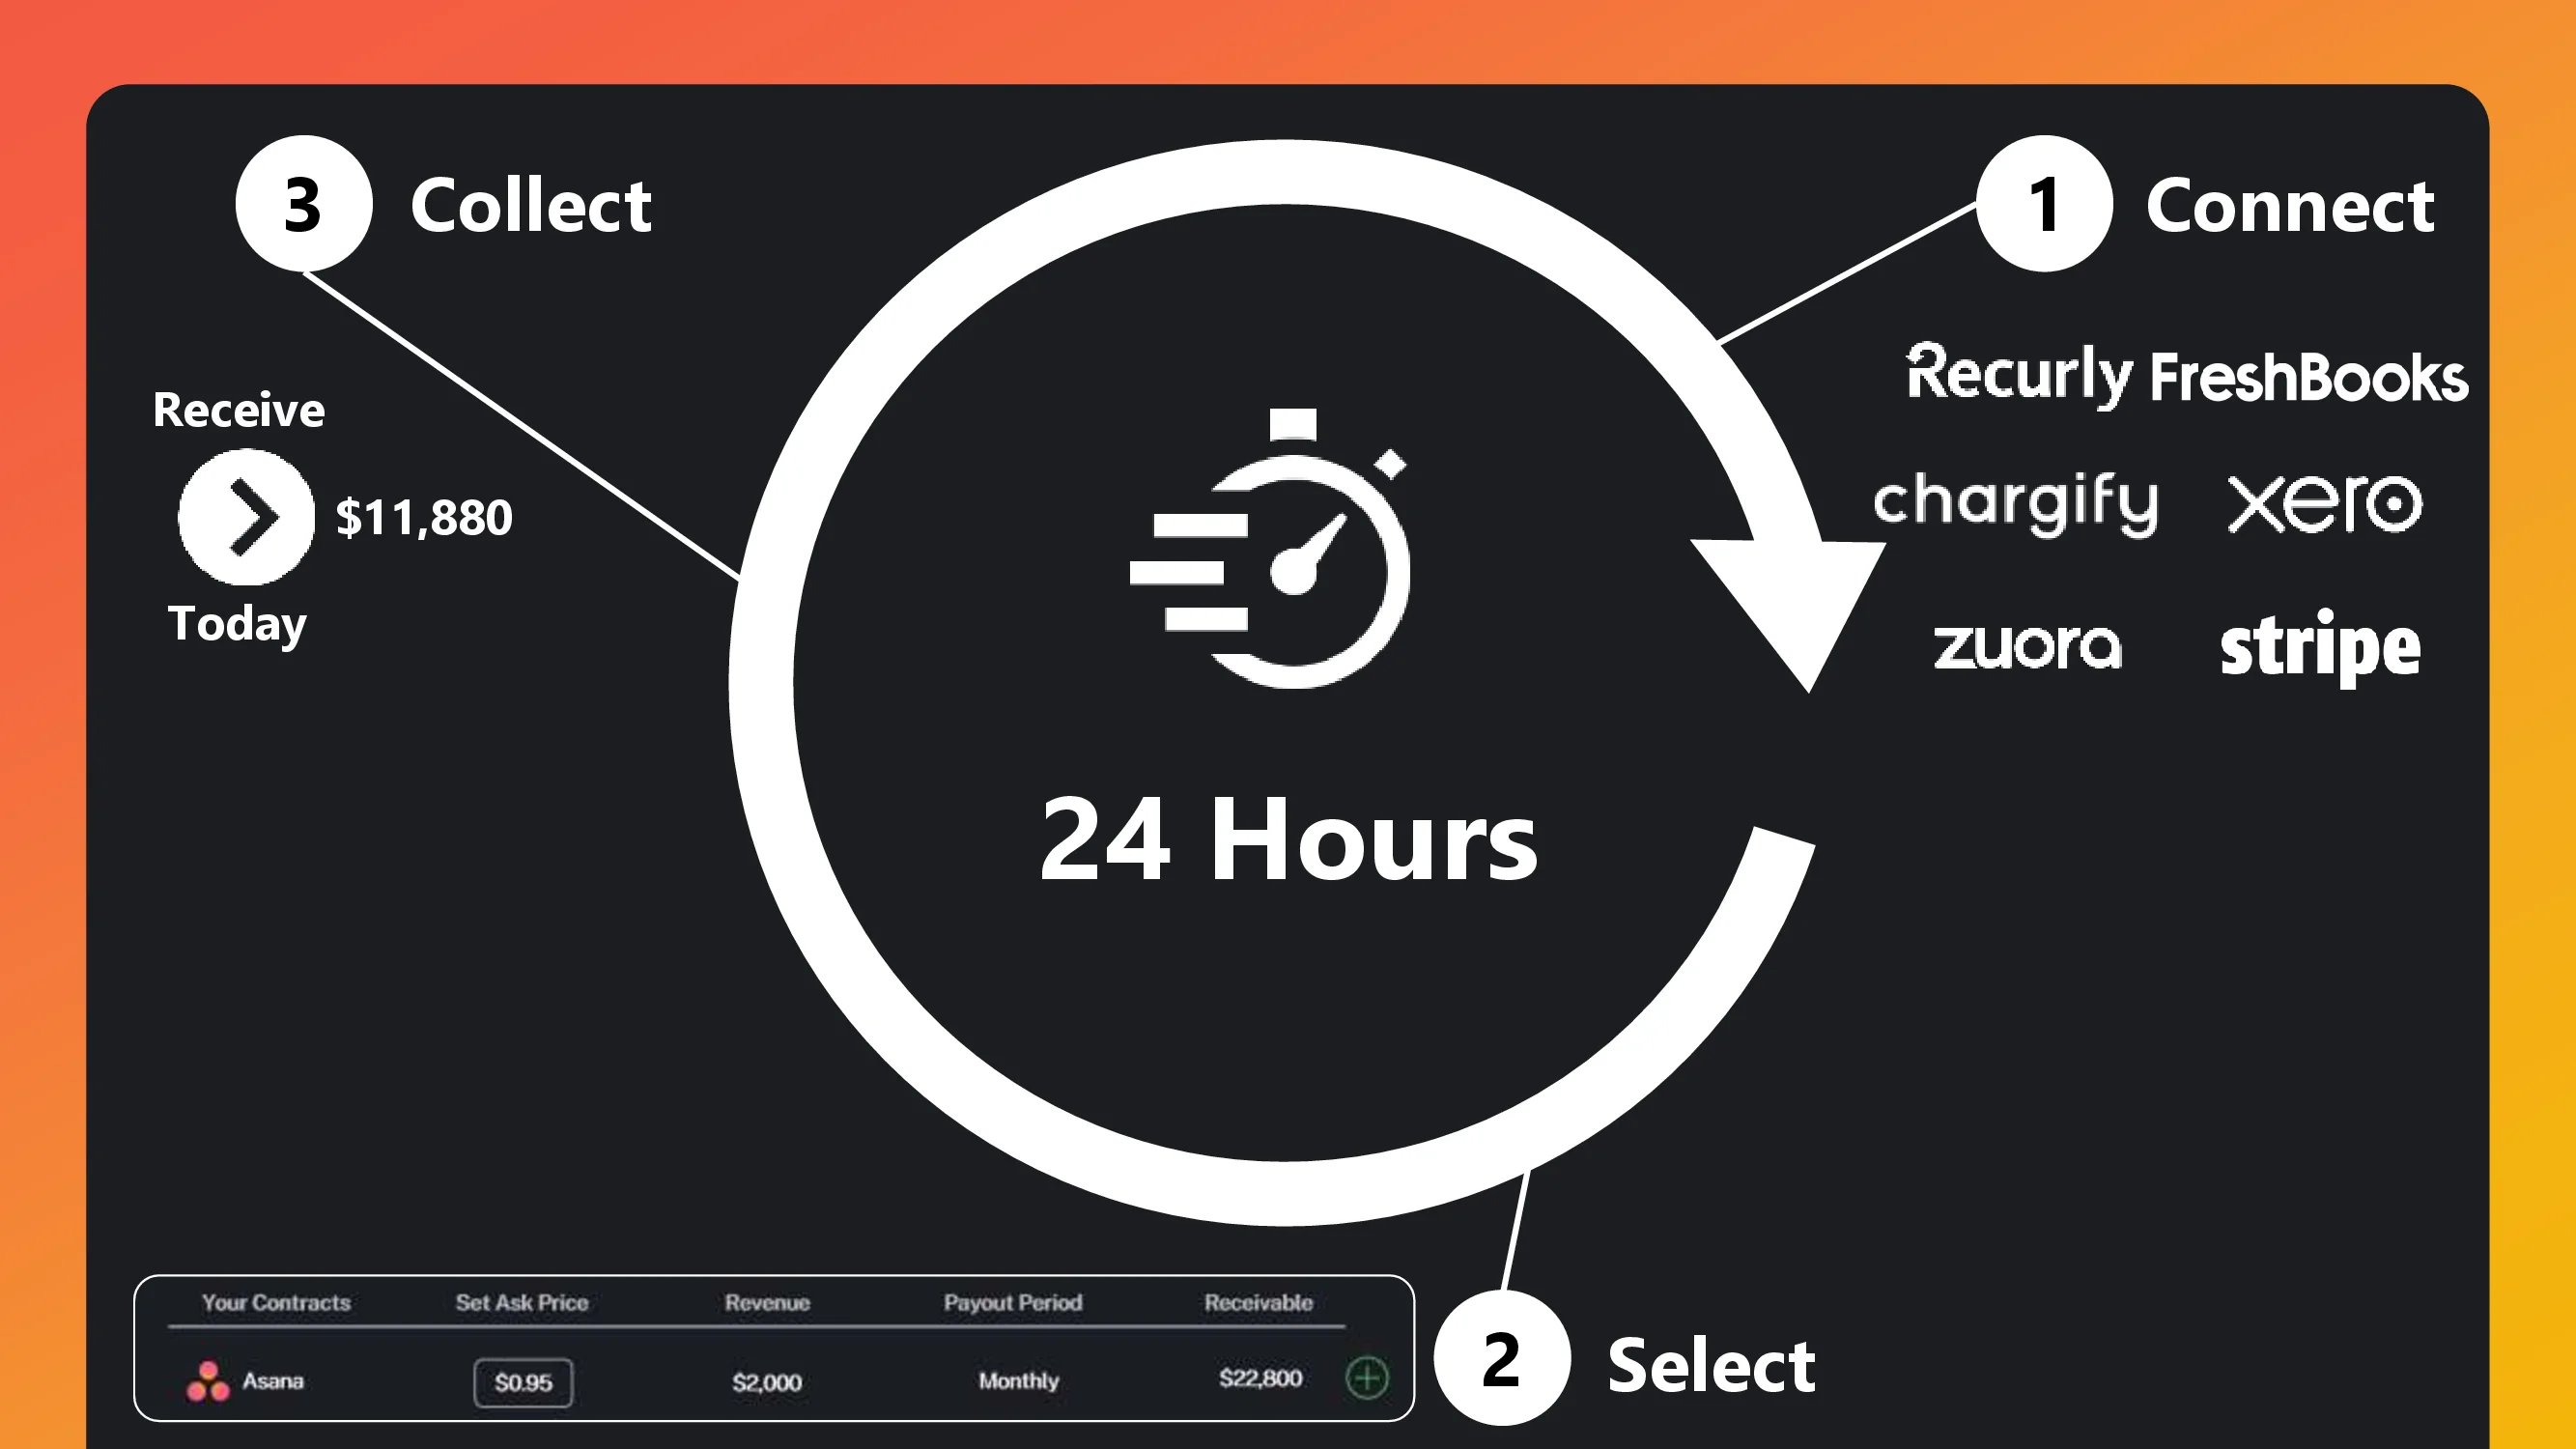 3 Collect
1 Connect
Receive
$11,880
Today
Recurly FreshBooks
chargify xero
zuora stripe
24 Hours
Your Contracts Set Ask Price Revenue Payout Period Receivable
Asana $0.95 $2,000 Monthly $22,800
2 Select